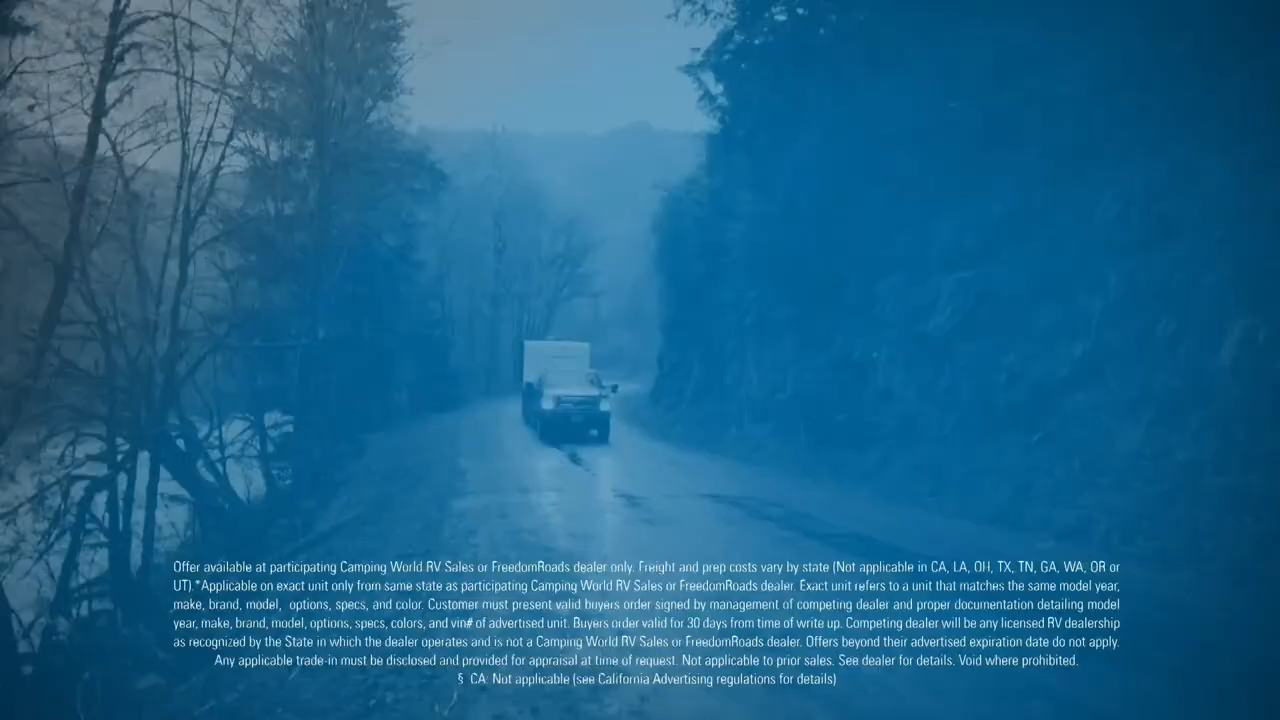 Offer available at participating Camping World RV Sales or FreedomRoads dealer only. Freight and prep costs vary by state (Not applicable in CA, LA, OH, TX, TN, GA, WA, OR or
UT).*Applicable on exact unit only from same state as participating Camping World RV Sales or FreedomRoads dealer. Exact unit refers to a unit that matches the same model year,
make, brand, model, options, specs, and color. Customer must present valid buyers order signed by management of competing dealer and proper documentation detailing model
year, make, brand, model, options, specs, colors, and vin# of advertised unit. Buyers order valid for 30 days from time of write up. Competing dealer will be any licensed RV dealership
as recognized by the State in which the dealer operates and is not a Camping World RV Sales or FreedomRoads dealer. Offers beyond their advertised expiration date do not apply.
Any applicable trade-in must be disclosed and provided for appraisal at time of request. Not applicable to prior sales. See dealer for details. Void where prohibited.
§ CA: Not applicable (see California Advertising regulations for details)